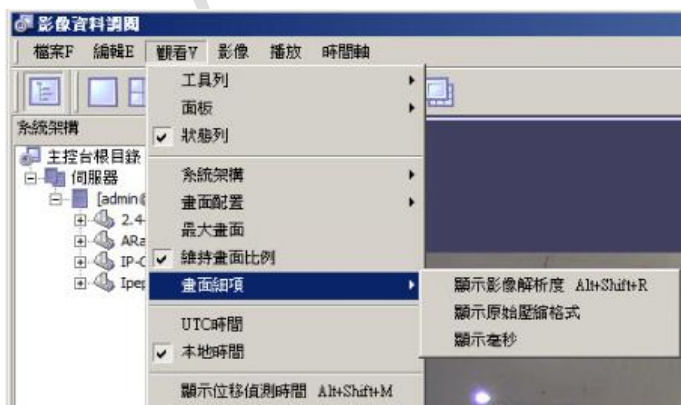 影像資料調閱
檔案F 編輯E 觀看V 影像 播放 時間軸
系統架構
主控台根目錄
伺服器
[admin@
2.4-
ARa
IP-C
Ipep
工具列
面板
狀態列
系統架構
畫面配置
最大畫面
維持畫面比例
畫面細項
UTC時間
本地時間
顯示位移偵測時間 Alt+Shift+M
顯示影像解析度 Alt+Shift+R
顯示原始壓縮格式
顯示毫秒